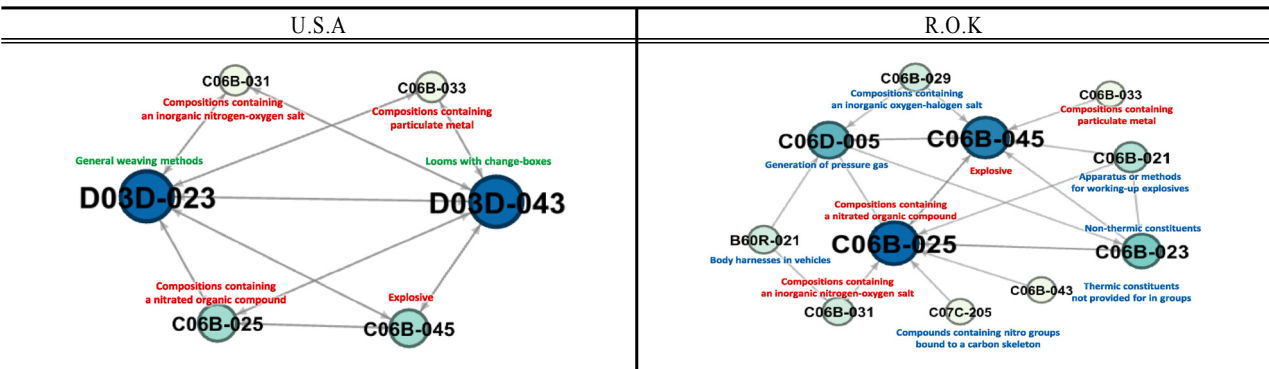 U.S.A
C06B-031
Compositions containing
an inorganic nitrogen-oxygen salt
C06B-033
Compositions containing
particulate metal
General weaving methods
D03D-023
Looms with change-boxes
D03D-043
Compositions containing
a nitrated organic compound
C06B-025
Explosive
C06B-045
R.O.K
C06B-029
Compositions containing
an inorganic oxygen-halogen salt
C06B-033
Compositions containing
particulate metal
C06D-005
Generation of pressure gas
C06B-045
Explosive
C06B-021
Apparatus or methods
for working-up explosives
Compositions containing
a nitrated organic compound
C06B-025
Non-thermic constituents
C06B-023
B60R-021
Body harnesses in vehicles
Compositions containing
an inorganic nitrogen-oxygen salt
C06B-031
C06B-043
Thermic constituents
not provided for in groups
C07C-205
Compounds containing nitro groups
bound to a carbon skeleton